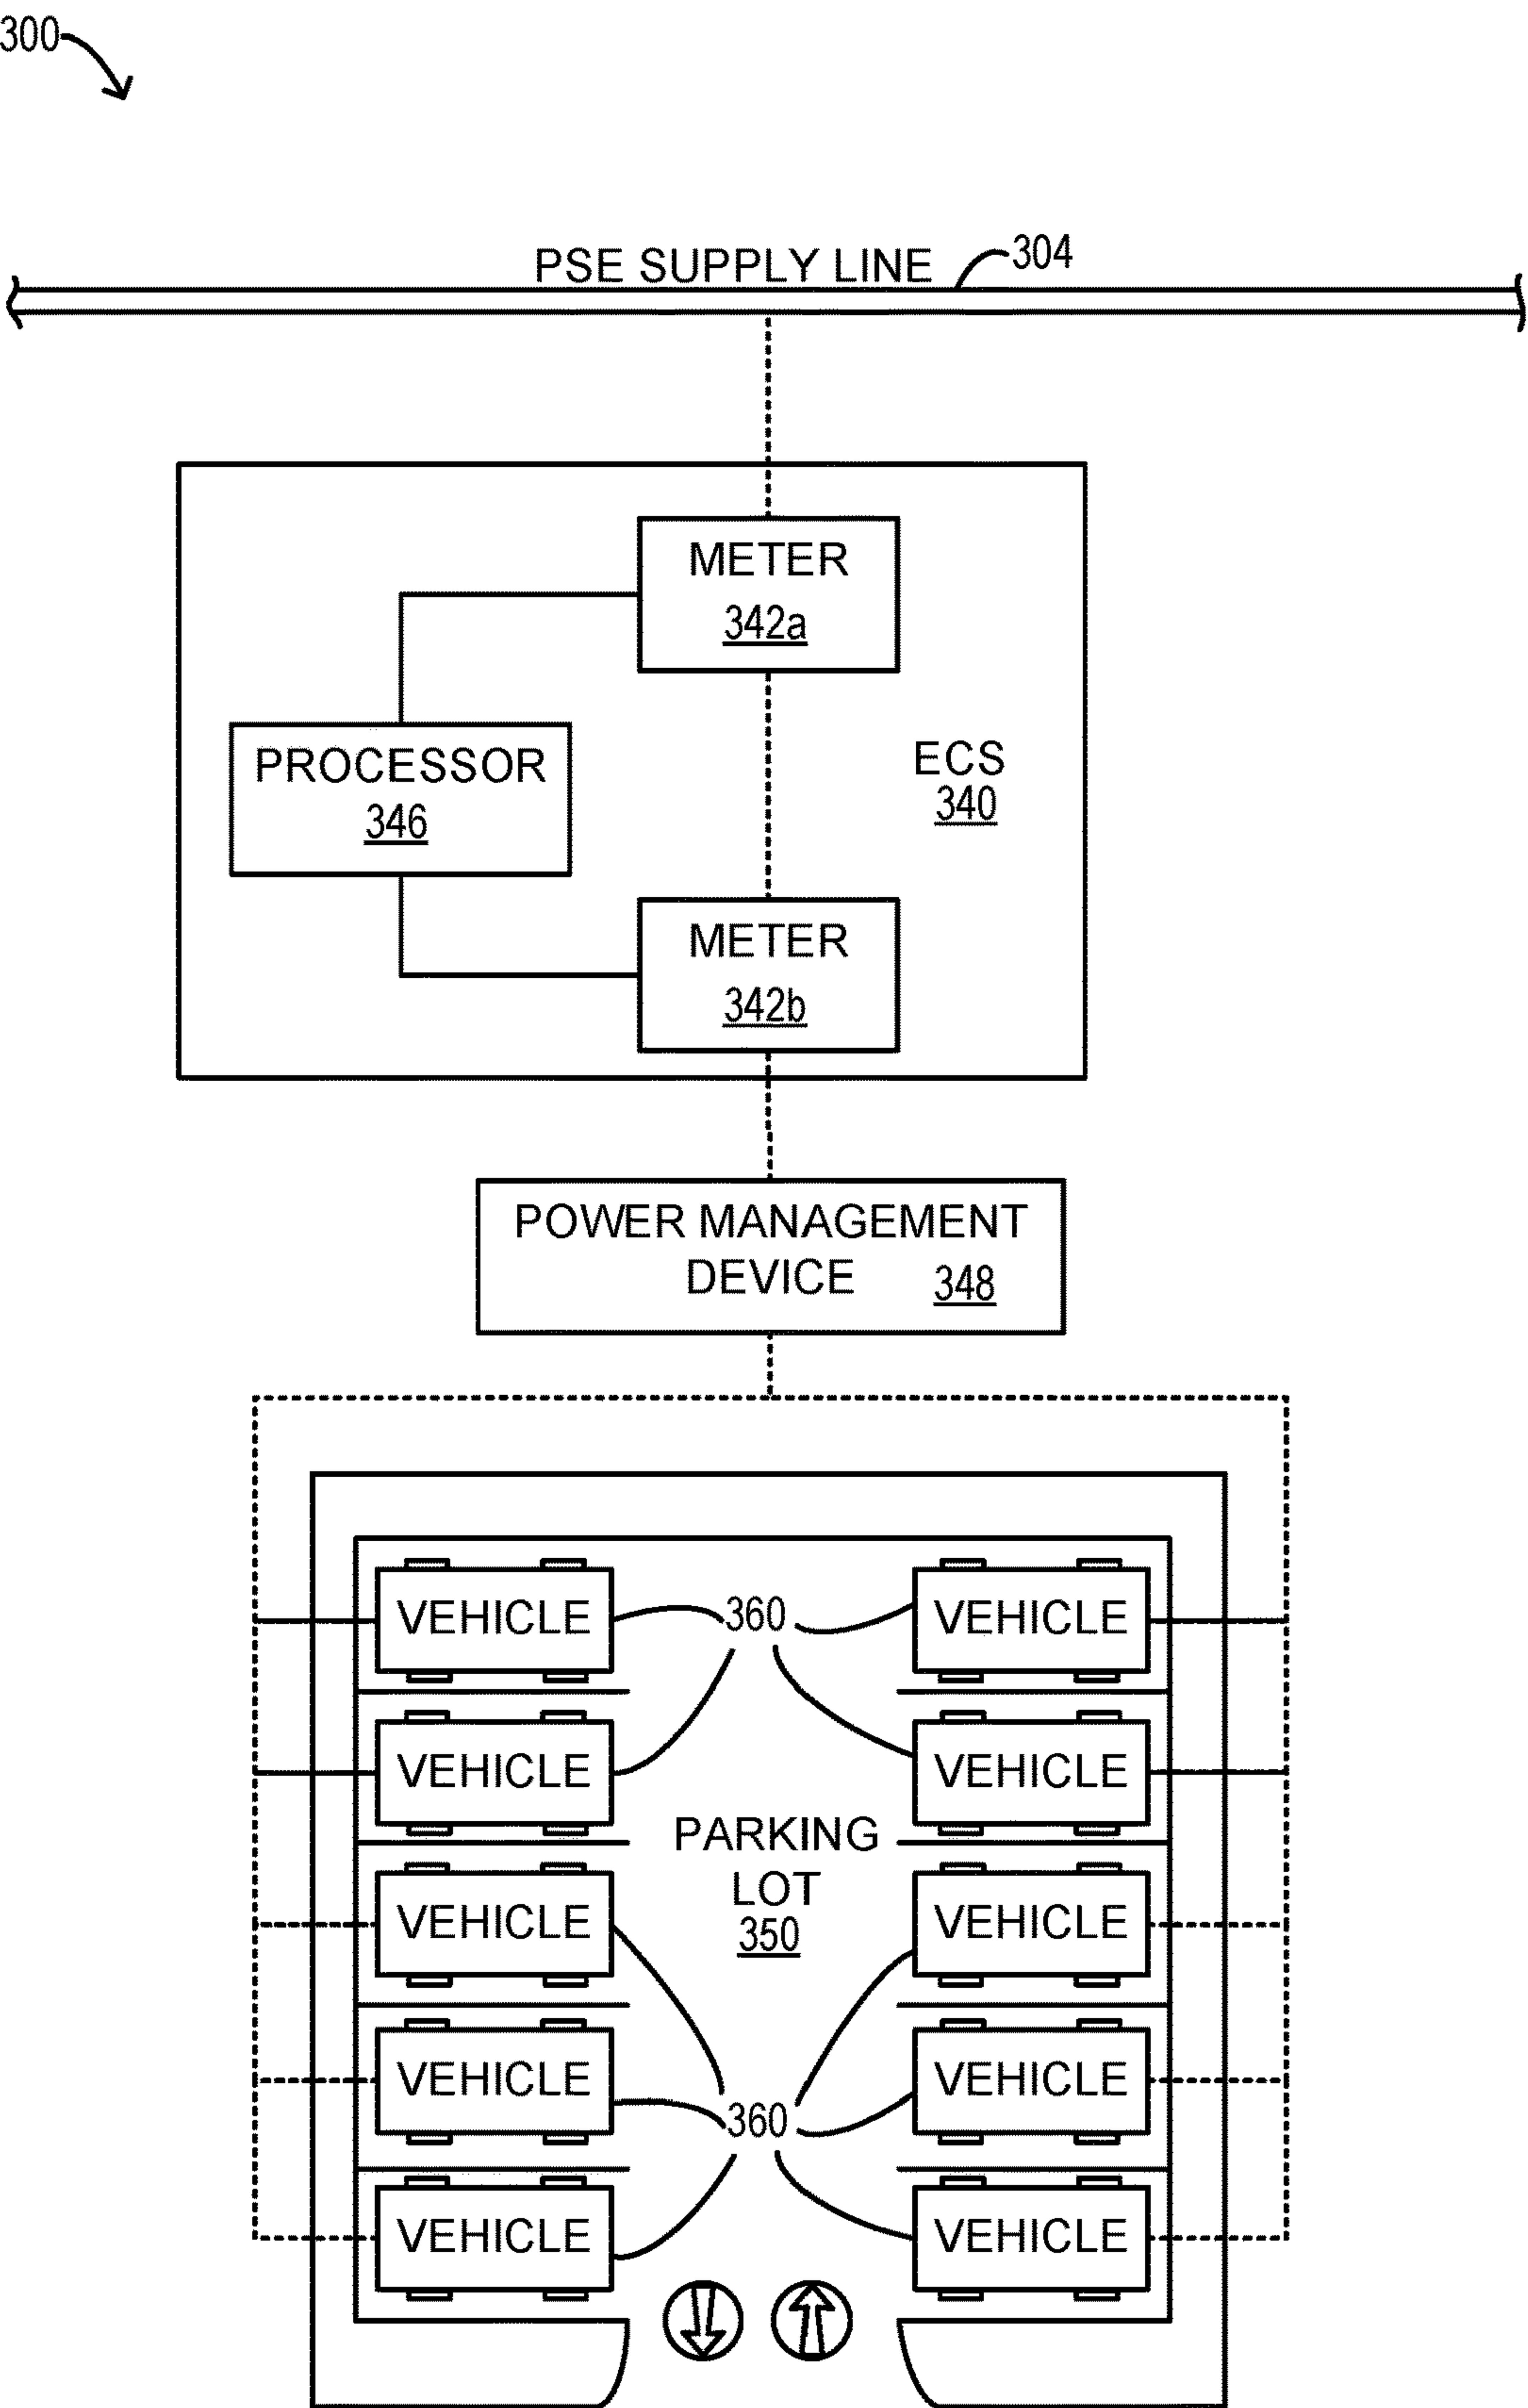 300
PSE SUPPLY LINE 304
METER
342a
PROCESSOR
346
ECS
340
METER
342b
POWER MANAGEMENT
DEVICE 348
VEHICLE 360 VEHICLE
VEHICLE VEHICLE
PARKING
LOT
350
VEHICLE VEHICLE
VEHICLE VEHICLE
360
VEHICLE VEHICLE